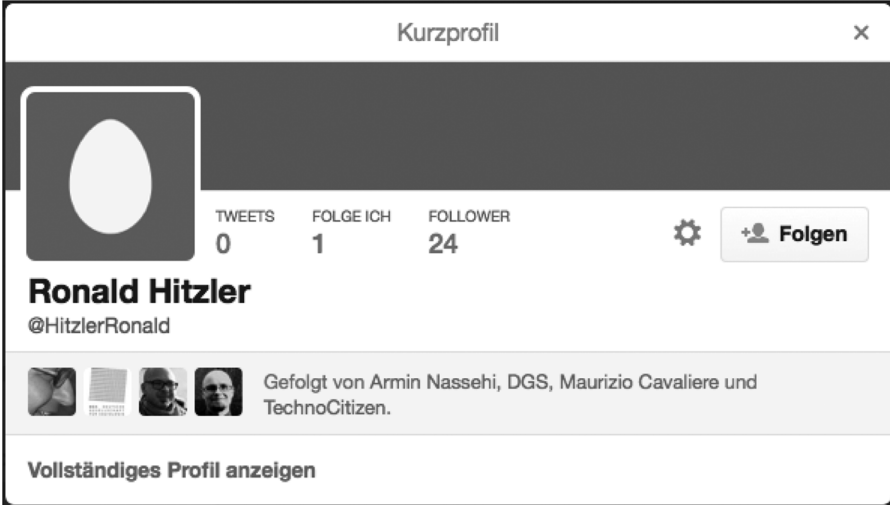 Kurzprofil ×
TWEETS FOLGE ICH FOLLOWER
0 1 24
Folgen
Ronald Hitzler
@HitzlerRonald
Gefolgt von Armin Nassehi, DGS, Maurizio Cavaliere und
TechnoCitizen.
Vollständiges Profil anzeigen